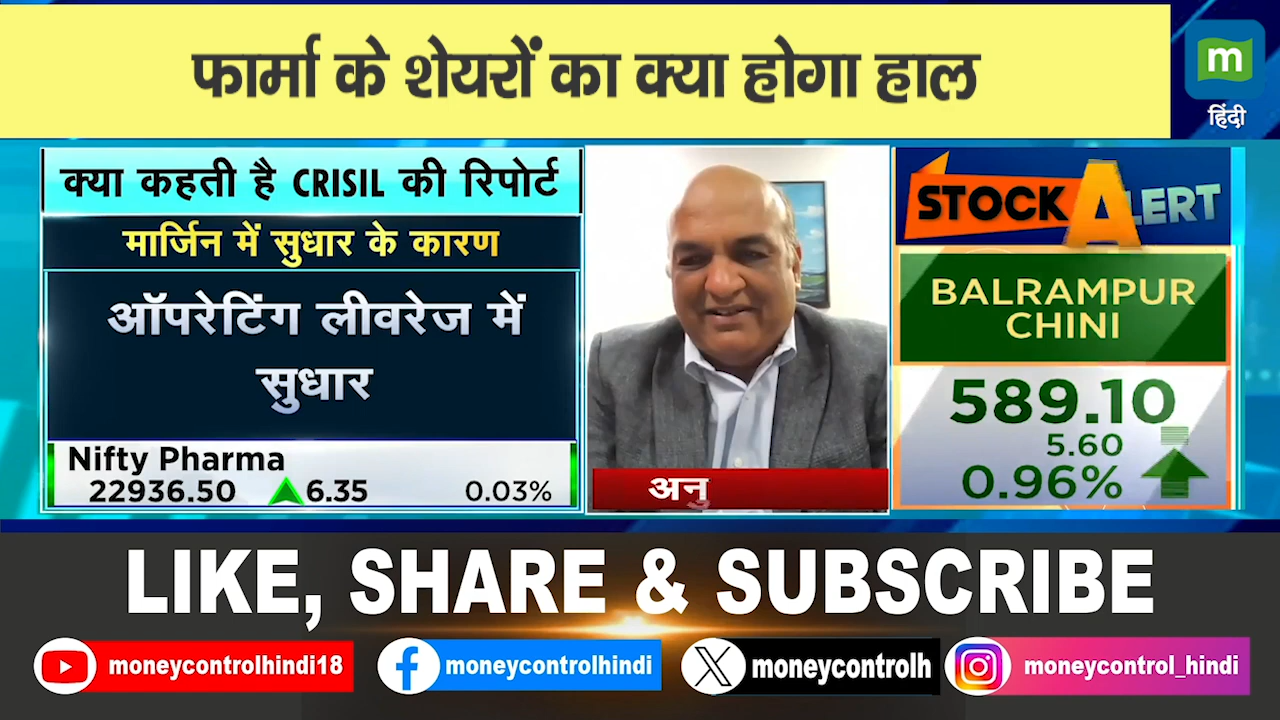 फार्मा के शेयरों का क्या होगा हाल
m
हिंदी
क्या कहती है CRISIL की रिपोर्ट
मार्जिन में सुधार के कारण
ऑपरेटिंग लीवरेज में
सुधार
Nifty Pharma
22936.50 6.35 0.03%
अनु
STOCK ALERT
BALRAMPUR
CHINI
589.10
5.60
0.96%
LIKE, SHARE & SUBSCRIBE
moneycontrolhindi18
moneycontrolhindi
moneycontrolh
moneycontrol_hindi